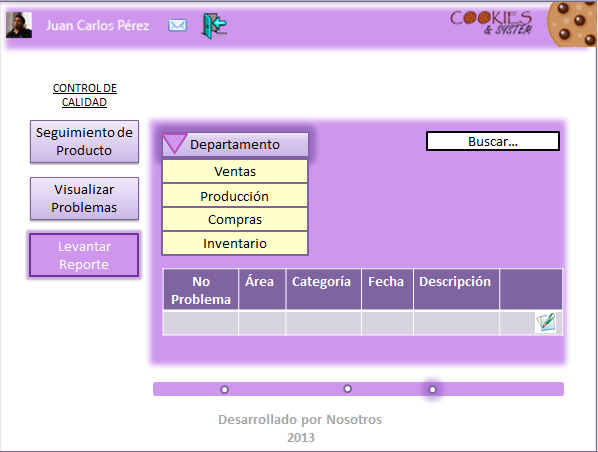 Juan Carlos Pérez
COOKIES
& SYSTEM
CONTROL DE
CALIDAD
Seguimiento de
Producto
Visualizar
Problemas
Levantar
Reporte
Departamento
Ventas
Producción
Compras
Inventario
Buscar...
No
Problema
Área
Categoría
Fecha
Descripción
Desarrollado por Nosotros
2013